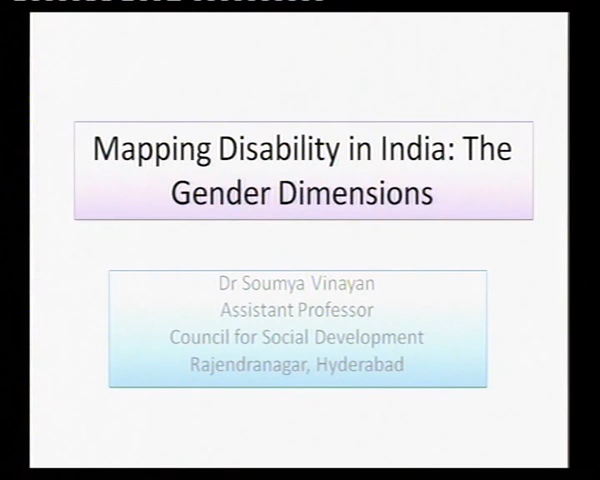 Mapping Disability in India: The
Gender Dimensions
Dr Soumya Vinayan
Assistant Professor
Council for Social Development
Rajendranagar, Hyderabad